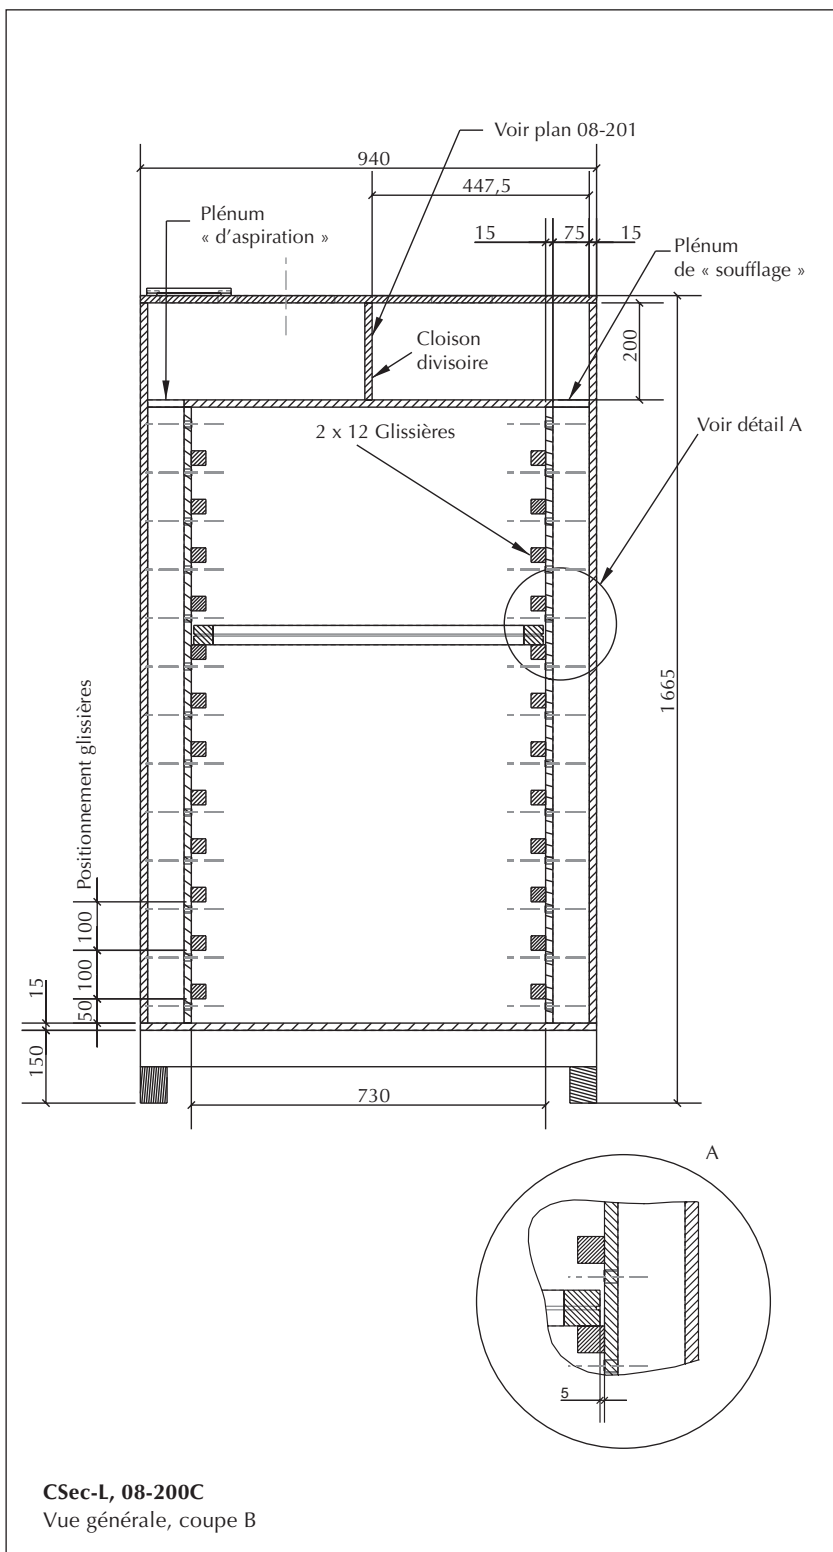 Voir plan 08-201
940
447,5
Plénum
« d'aspiration »
15
75
15
Plénum
de « soufflage »
Cloison
divisoire
200
2 x 12 Glissières
Voir détail A
1665
Positionnement glissières
100
100
50
15
150
730
A
5
CSec-L, 08-200C
Vue générale, coupe B